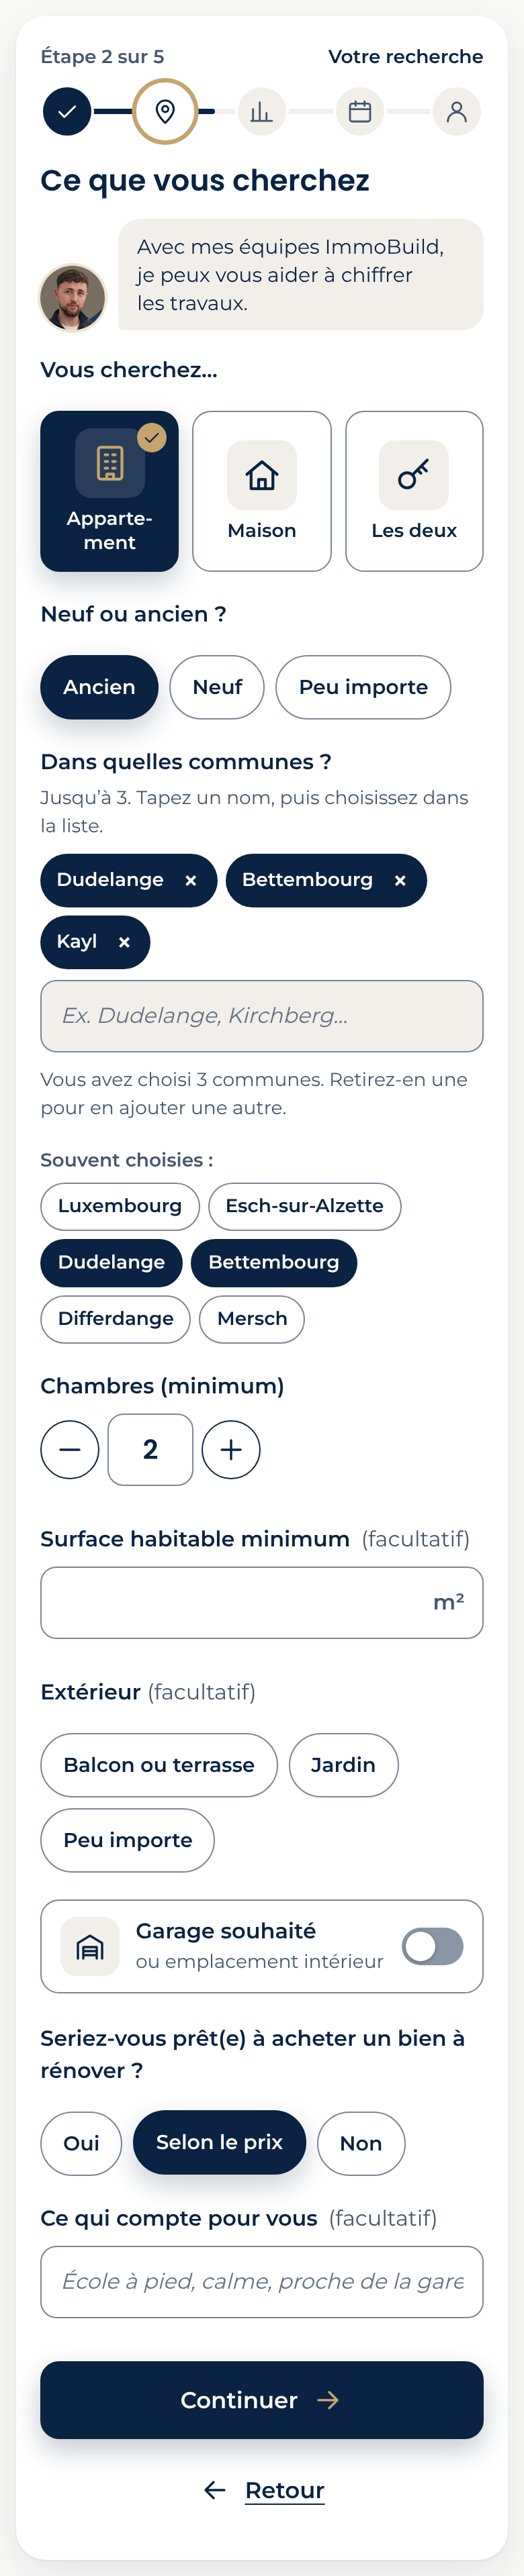 Étape 2 sur 5
Votre recherche
Ce que vous cherchez
Avec mes équipes ImmoBuild,
je peux vous aider à chiffrer
les travaux.
Vous cherchez...
Apparte-
ment
Maison
Les deux
Neuf ou ancien ?
Ancien
Neuf
Peu importe
Dans quelles communes ?
Jusqu'à 3. Tapez un nom, puis choisissez dans
la liste.
Dudelange ×
Bettembourg ×
Kayl ×
Ex. Dudelange, Kirchberg...
Vous avez choisi 3 communes. Retirez-en une
pour en ajouter une autre.
Souvent choisies :
Luxembourg
Esch-sur-Alzette
Dudelange
Bettembourg
Differdange
Mersch
Chambres (minimum)
2
Surface habitable minimum (facultatif)
m²
Extérieur (facultatif)
Balcon ou terrasse
Jardin
Peu importe
Garage souhaité
ou emplacement intérieur
Seriez-vous prêt(e) à acheter un bien à
rénover ?
Oui
Selon le prix
Non
Ce qui compte pour vous (facultatif)
École à pied, calme, proche de la gare
Continuer →
← Retour